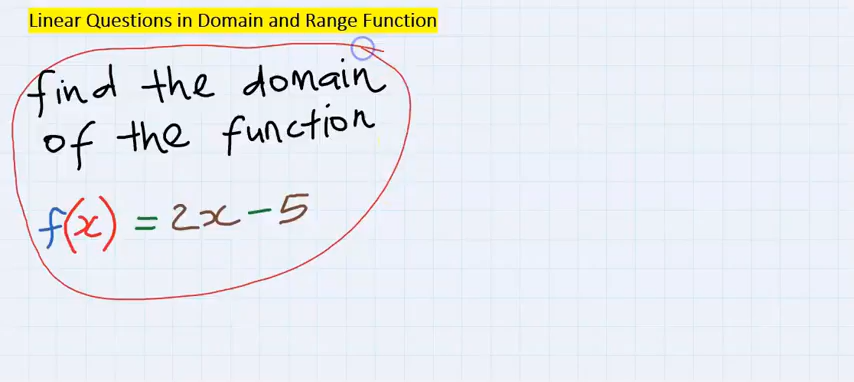 Linear Questions in Domain and Range Function
find the domain
of the function
f(x) = 2x - 5